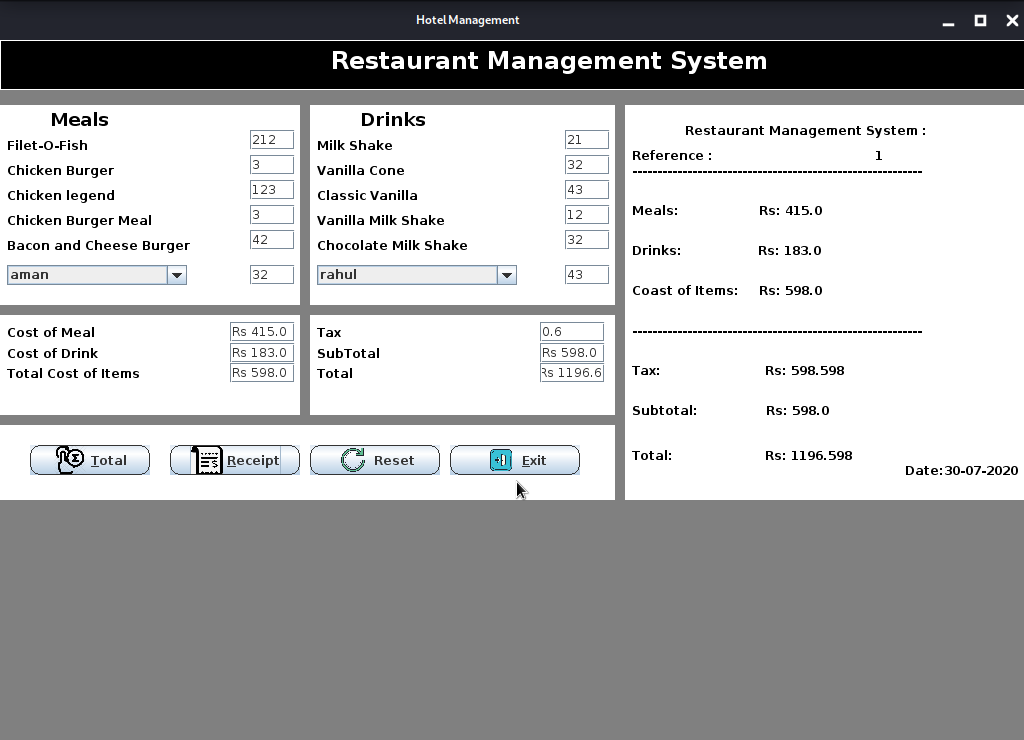 Hotel Management
Restaurant Management System
Meals
Filet-O-Fish 212
Chicken Burger 3
Chicken legend 123
Chicken Burger Meal 3
Bacon and Cheese Burger 42
aman 32
Drinks
Milk Shake 21
Vanilla Cone 32
Classic Vanilla 43
Vanilla Milk Shake 12
Chocolate Milk Shake 32
rahul 43
Cost of Meal Rs 415.0
Cost of Drink Rs 183.0
Total Cost of Items Rs 598.0
Tax 0.6
SubTotal Rs 598.0
Total Rs 1196.6
Total Receipt Reset Exit
Restaurant Management System :
Reference : 1
------------------------------------------------
Meals: Rs: 415.0
Drinks: Rs: 183.0
Coast of Items: Rs: 598.0
------------------------------------------------
Tax: Rs: 598.598
Subtotal: Rs: 598.0
Total: Rs: 1196.598
Date:30-07-2020